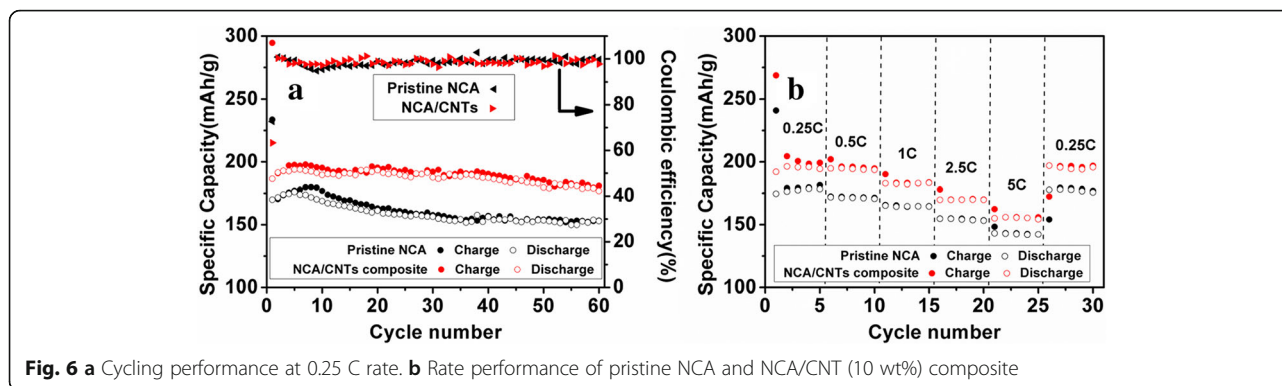 300
250
200
150
100
Specific Capacity(mAh/g)
a
Pristine NCA
NCA/CNTs
Pristine NCA Charge Discharge
NCA/CNTs composite Charge Discharge
0 10 20 30 40 50 60
Cycle number
100
80
60
50
40
30
20
10
0
Coulombic efficiency(%)
300
250
200
150
100
Specific Capacity(mAh/g)
b
0.25C
0.5C
1C
2.5C
5C
0.25C
Pristine NCA Charge Discharge
NCA/CNTs composite Charge Discharge
0 5 10 15 20 25 30
Cycle number
Fig. 6 a Cycling performance at 0.25 C rate. b Rate performance of pristine NCA and NCA/CNT (10 wt%) composite